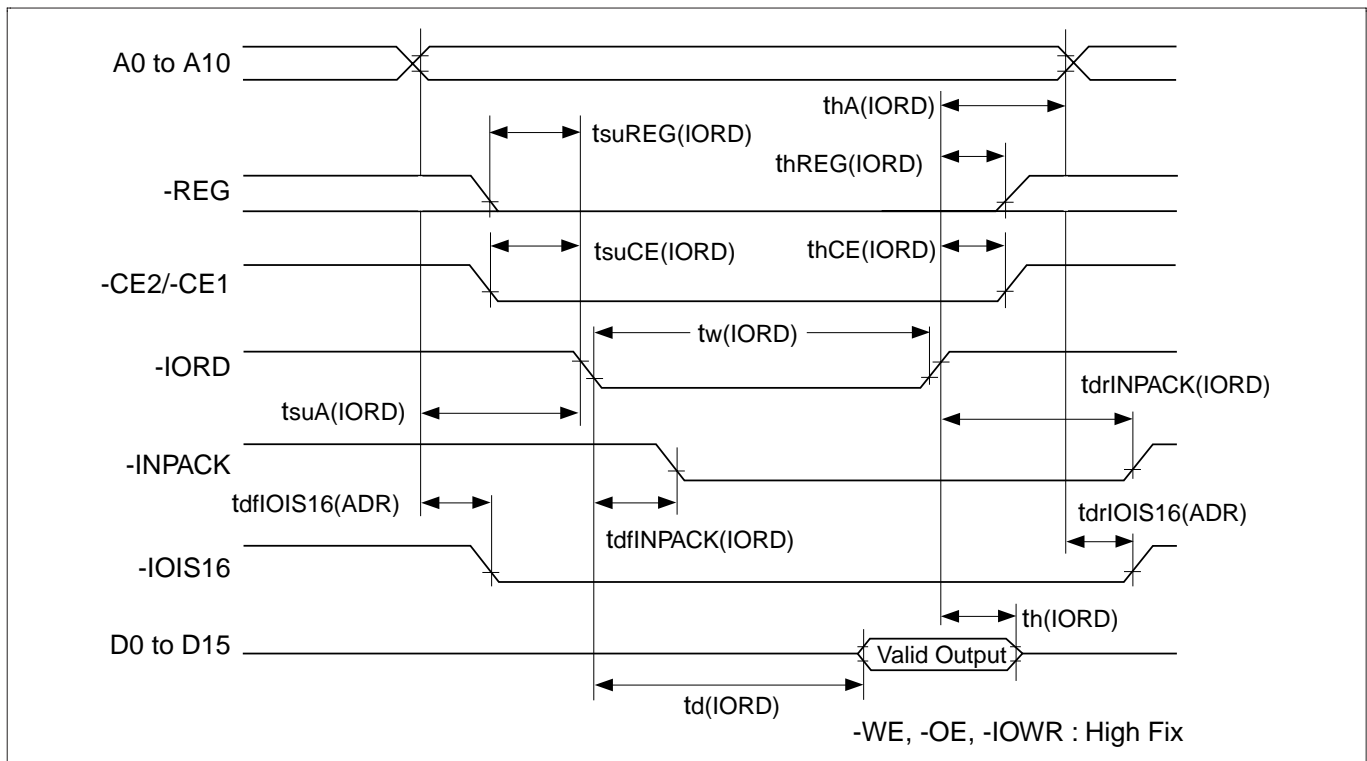 A0 to A10
thA(IORD)
tsuREG(IORD)
thREG(IORD)
-REG
tsuCE(IORD)
thCE(IORD)
-CE2/-CE1
tw(IORD)
-IORD
tdrINPACK(IORD)
tsuA(IORD)
-INPACK
tdfIOIS16(ADR)
tdrIOIS16(ADR)
tdfINPACK(IORD)
-IOIS16
th(IORD)
D0 to D15
Valid Output
td(IORD)
-WE, -OE, -IOWR : High Fix